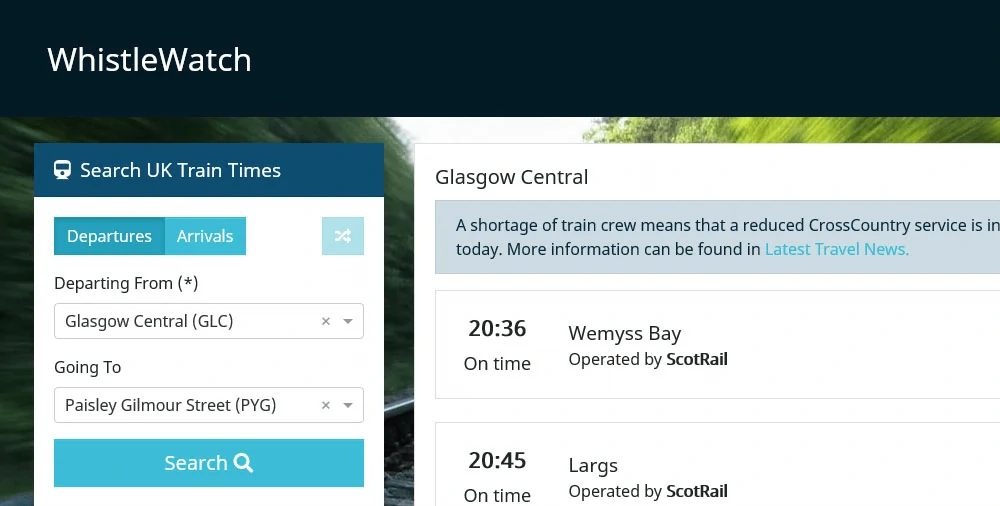 WhistleWatch
Search UK Train Times
Departures Arrivals
Departing From (*)
Glasgow Central (GLC) ×
Going To
Paisley Gilmour Street (PYG) ×
Search
Glasgow Central
A shortage of train crew means that a reduced CrossCountry service is in
today. More information can be found in Latest Travel News.
20:36
On time
Wemyss Bay
Operated by ScotRail
20:45
On time
Largs
Operated by ScotRail